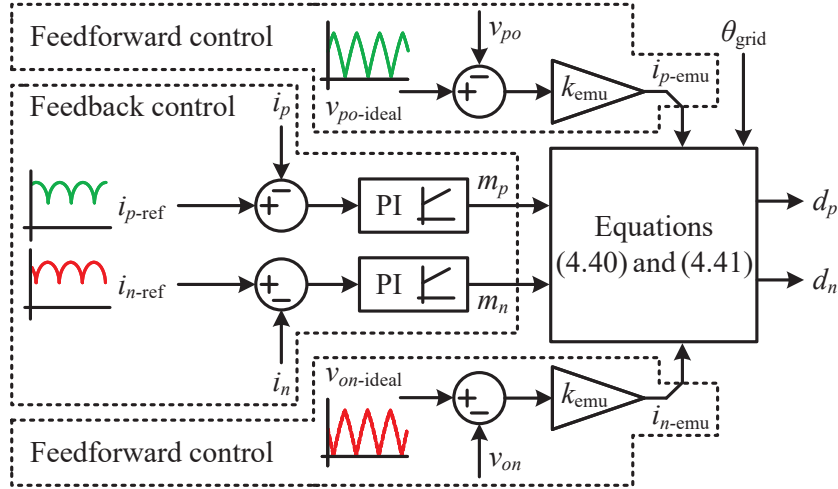 Feedforward control
v_po
θ_grid
v_po-ideal
+
−
k_emu
i_p-emu
Feedback control
i_p
i_p-ref
+
−
PI
m_p
i_n-ref
+
−
PI
m_n
i_n
Equations
(4.40) and (4.41)
d_p
d_n
v_on-ideal
+
−
k_emu
i_n-emu
Feedforward control
v_on